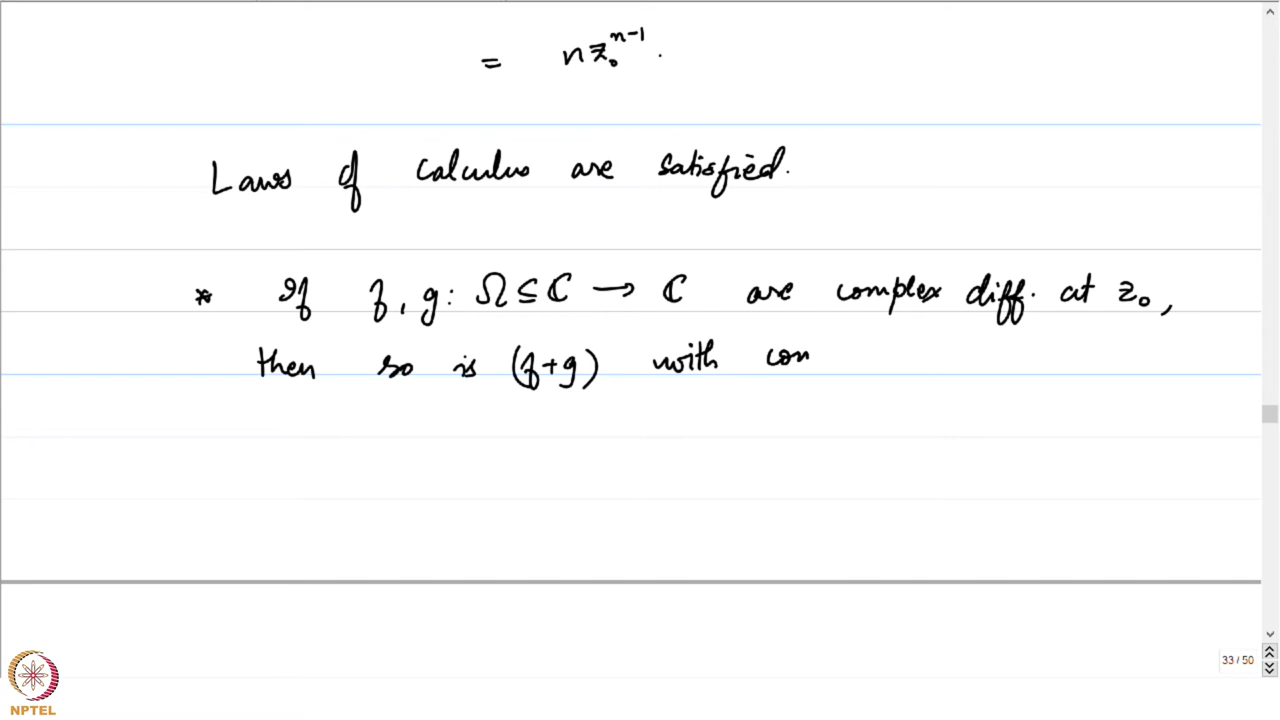 = n z₀ⁿ⁻¹ .
Laws of calculus are satisfied.
* If f, g : Ω ⊆ ℂ → ℂ are complex diff. at z₀,
then so is (f+g) with con
33 / 50
NPTEL